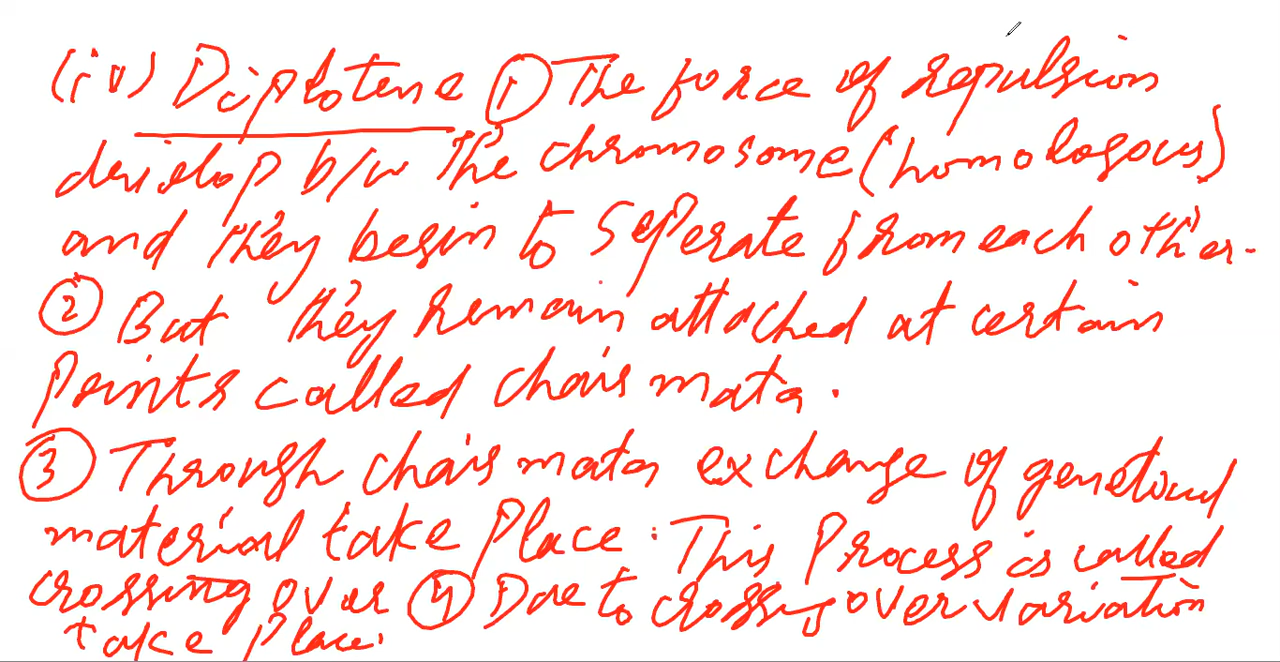 (iv) Diplotene ① The force of repulsion
develop b/w the chromosome (homologous)
and they begin to seperate from each other.
② But they remain attached at certain
points called chaismata.
③ Through chaismata exchange of genetical
material take place. This process is called
crossing over ④ Due to crossing over variation
take place.